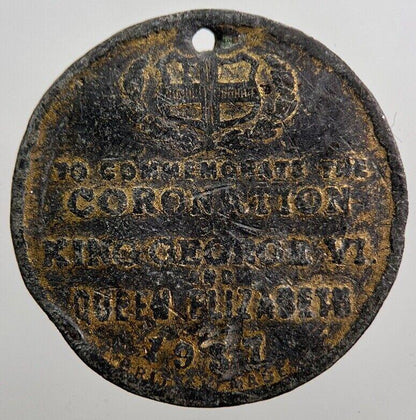 TO COMMEMORATE THE
CORONATION
KING GEORGE VI.
AND
QUEEN ELIZABETH
1937